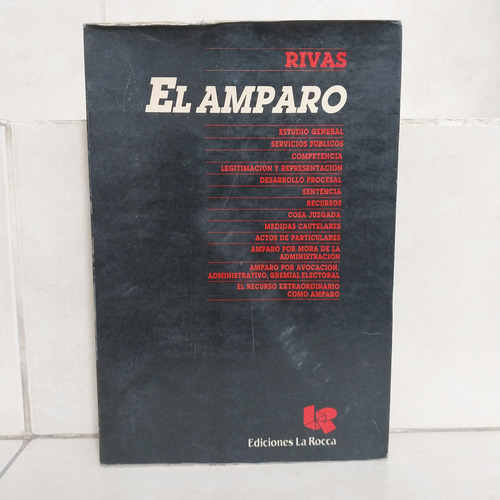 RIVAS
EL AMPARO
ESTUDIO GENERAL
SERVICIOS PUBLICOS
COMPETENCIA
LEGITIMACION Y REPRESENTACION
DESARROLLO PROCESAL
SENTENCIA
RECURSOS
COSA JUZGADA
MEDIDAS CAUTELARES
ACTOS DE PARTICULARES
AMPARO POR MORA DE LA
ADMINISTRACION
AMPARO POR AVOCACION,
ADMINISTRATIVO, GREMIAL ELECTORAL
EL RECURSO EXTRAORDINARIO
COMO AMPARO
LR
Ediciones La Rocca